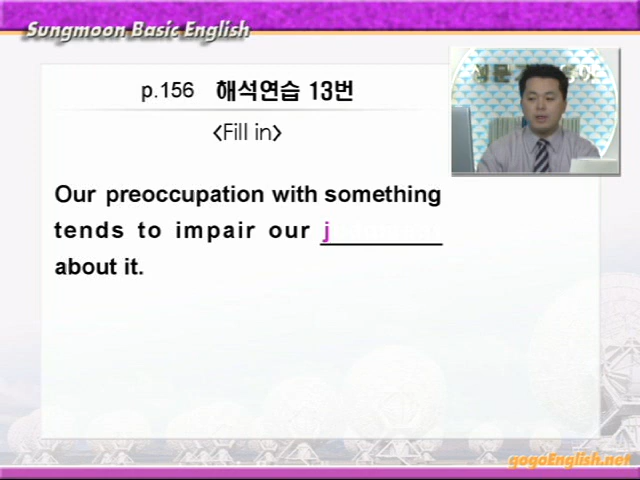 Sungmoon Basic English
p.156 해석연습 13번
<Fill in>
Our preoccupation with something
tends to impair our j
about it.
gogoEnglish.net